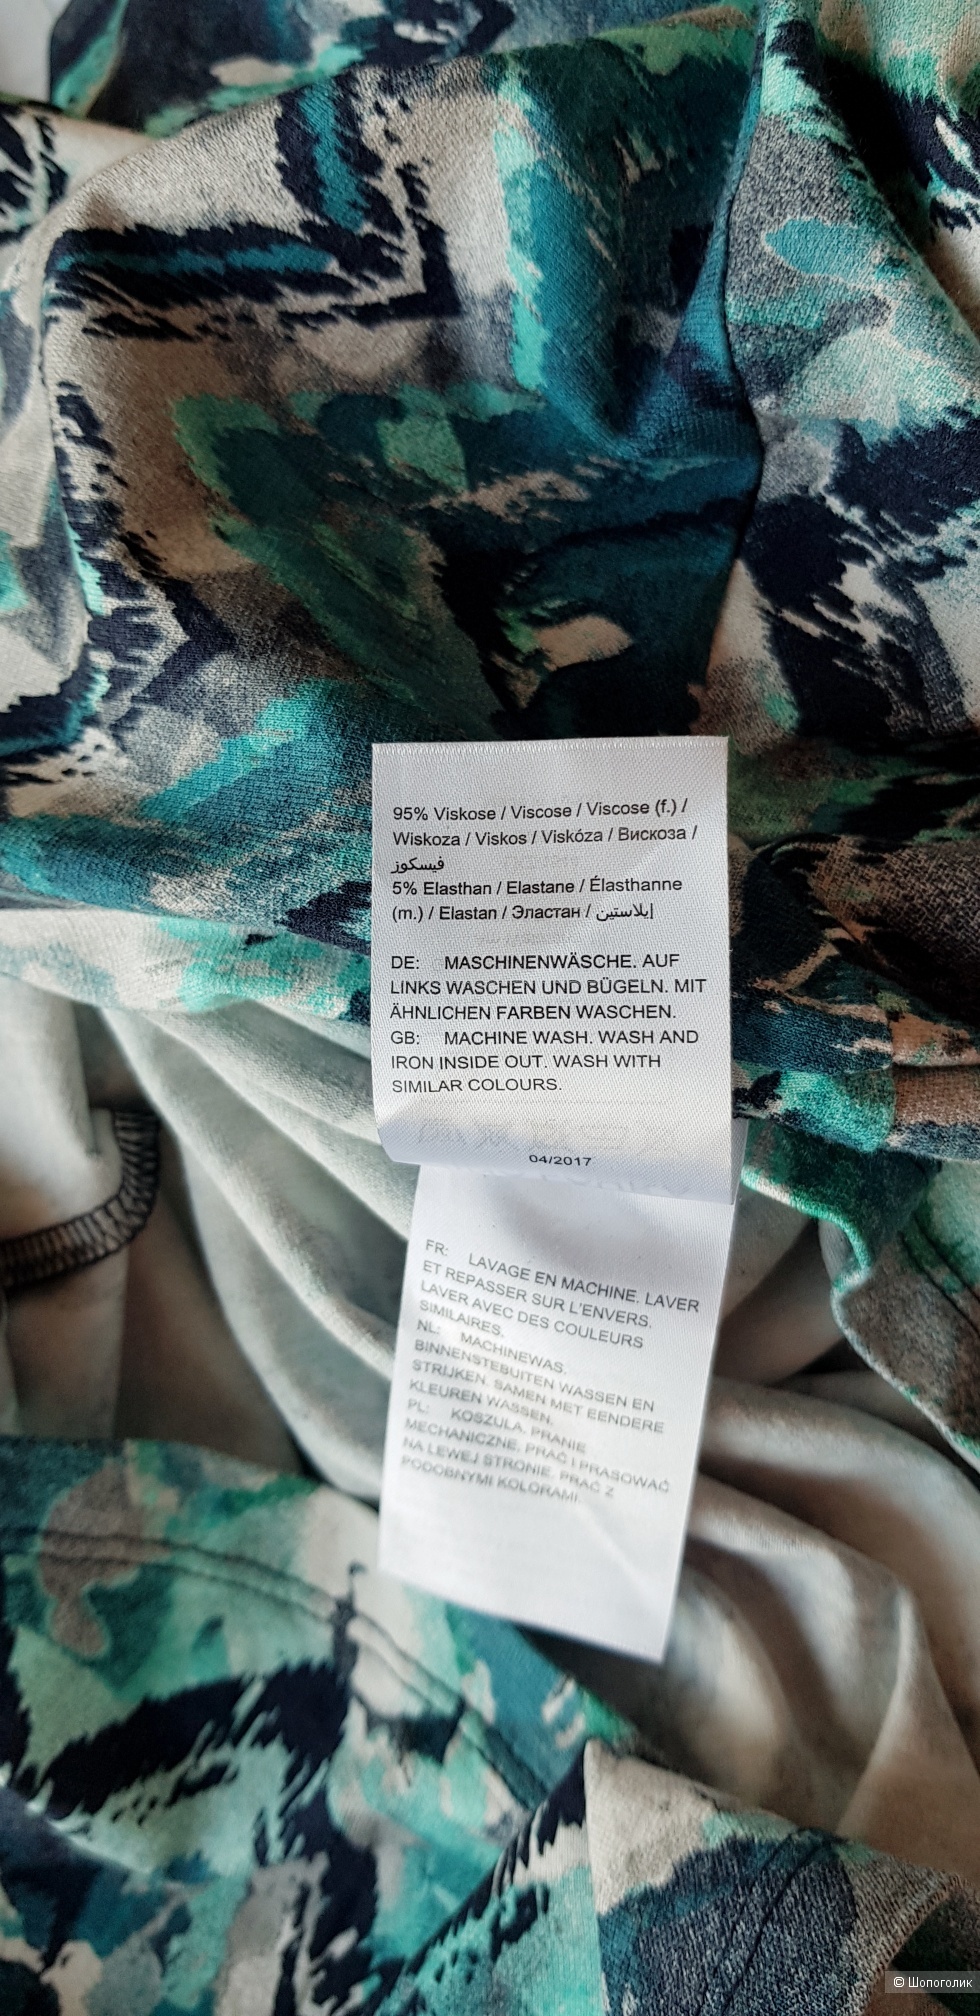 95% Viskose / Viscose / Viscose (f.) /
Wiskoza / Viskos / Viskóza / Вискоза /
فيسكوز
5% Elasthan / Elastane / Élasthanne
(m.) / Elastan / Эластан / إيلاستين
DE: MASCHINENWÄSCHE. AUF
LINKS WASCHEN UND BÜGELN. MIT
ÄHNLICHEN FARBEN WASCHEN.
GB: MACHINE WASH. WASH AND
IRON INSIDE OUT. WASH WITH
SIMILAR COLOURS.
04/2017
FR: LAVAGE EN MACHINE. LAVER
ET REPASSER SUR L'ENVERS.
LAVER AVEC DES COULEURS
SIMILAIRES.
NL: MACHINEWAS.
BINNENSTEBUITEN WASSEN EN
STRIJKEN. SAMEN MET EENDERE
KLEUREN WASSEN.
PL: KOSZULA. PRANIE
MECHANICZNE. PRAĆ I PRASOWAĆ
NA LEWEJ STRONIE. PRAĆ Z
PODOBNYMI KOLORAMI.
© Шопоголик